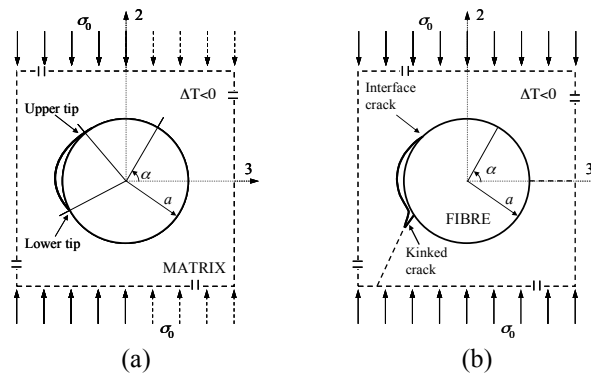 σ₀
2
ΔT<0
Upper tip
α
3
a
Lower tip
MATRIX
σ₀
(a)
σ₀
2
Interface
crack
ΔT<0
α
3
a
FIBRE
Kinked
crack
σ₀
(b)